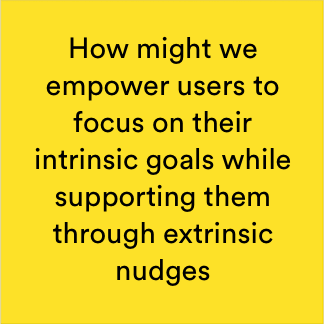 How might we
empower users to
focus on their
intrinsic goals while
supporting them
through extrinsic
nudges